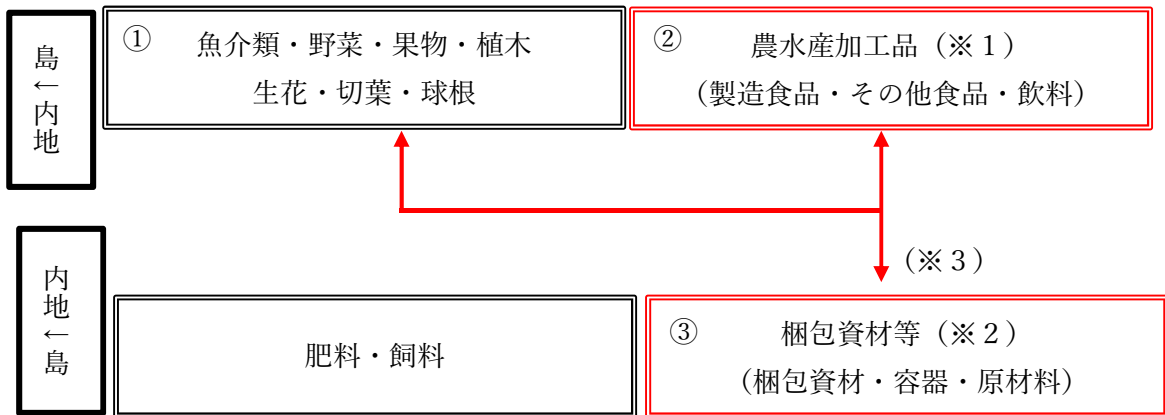 島←内地
①
魚介類・野菜・果物・植木
生花・切葉・球根
②
農水産加工品（※１）
（製造食品・その他食品・飲料）
（※３）
内地←島
肥料・飼料
③
梱包資材等（※２）
（梱包資材・容器・原材料）